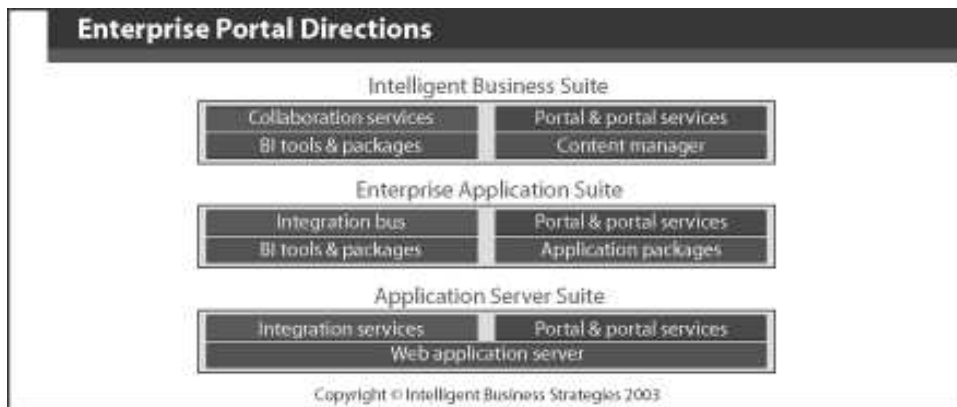 Enterprise Portal Directions
Intelligent Business Suite
Collaboration services Portal & portal services
BI tools & packages Content manager
Enterprise Application Suite
Integration bus Portal & portal services
BI tools & packages Application packages
Application Server Suite
Integration services Portal & portal services
Web application server
Copyright © Intelligent Business Strategies 2003